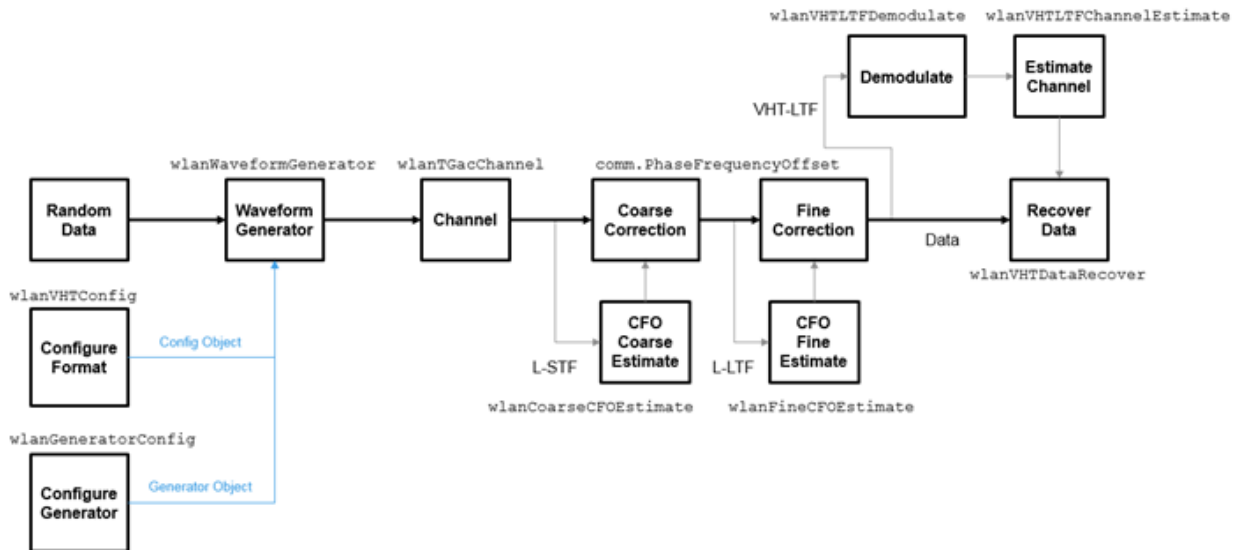 wlanVHTLTFDemodulate
wlanVHTLTFChannelEstimate
Demodulate
Estimate
Channel
VHT-LTF
wlanWaveformGenerator
wlanTGacChannel
comm.PhaseFrequencyOffset
Random
Data
Waveform
Generator
Channel
Coarse
Correction
Fine
Correction
Data
Recover
Data
wlanVHTDataRecover
wlanVHTConfig
Configure
Format
Config Object
L-STF
CFO
Coarse
Estimate
L-LTF
CFO
Fine
Estimate
wlanCoarseCFOEstimate
wlanFineCFOEstimate
wlanGeneratorConfig
Configure
Generator
Generator Object